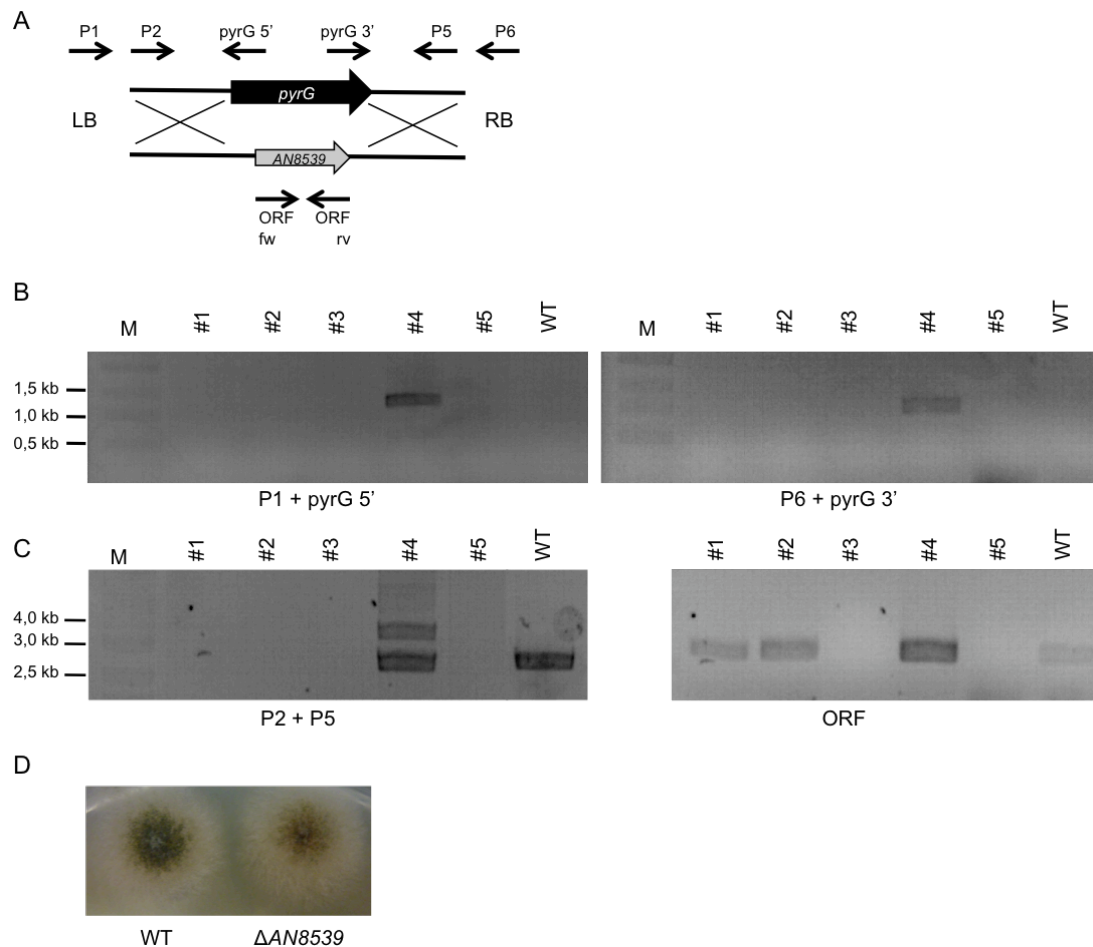 A
P1 P2 pyrG 5’ pyrG 3’ P5 P6
pyrG
LB RB
AN8539
ORF ORF
fw rv
B
M #1 #2 #3 #4 #5 WT M #1 #2 #3 #4 #5 WT
1,5 kb
1,0 kb
0,5 kb
P1 + pyrG 5’ P6 + pyrG 3’
C
M #1 #2 #3 #4 #5 WT #1 #2 #3 #4 #5 WT
4,0 kb
3,0 kb
2,5 kb
P2 + P5 ORF
D
WT ΔAN8539